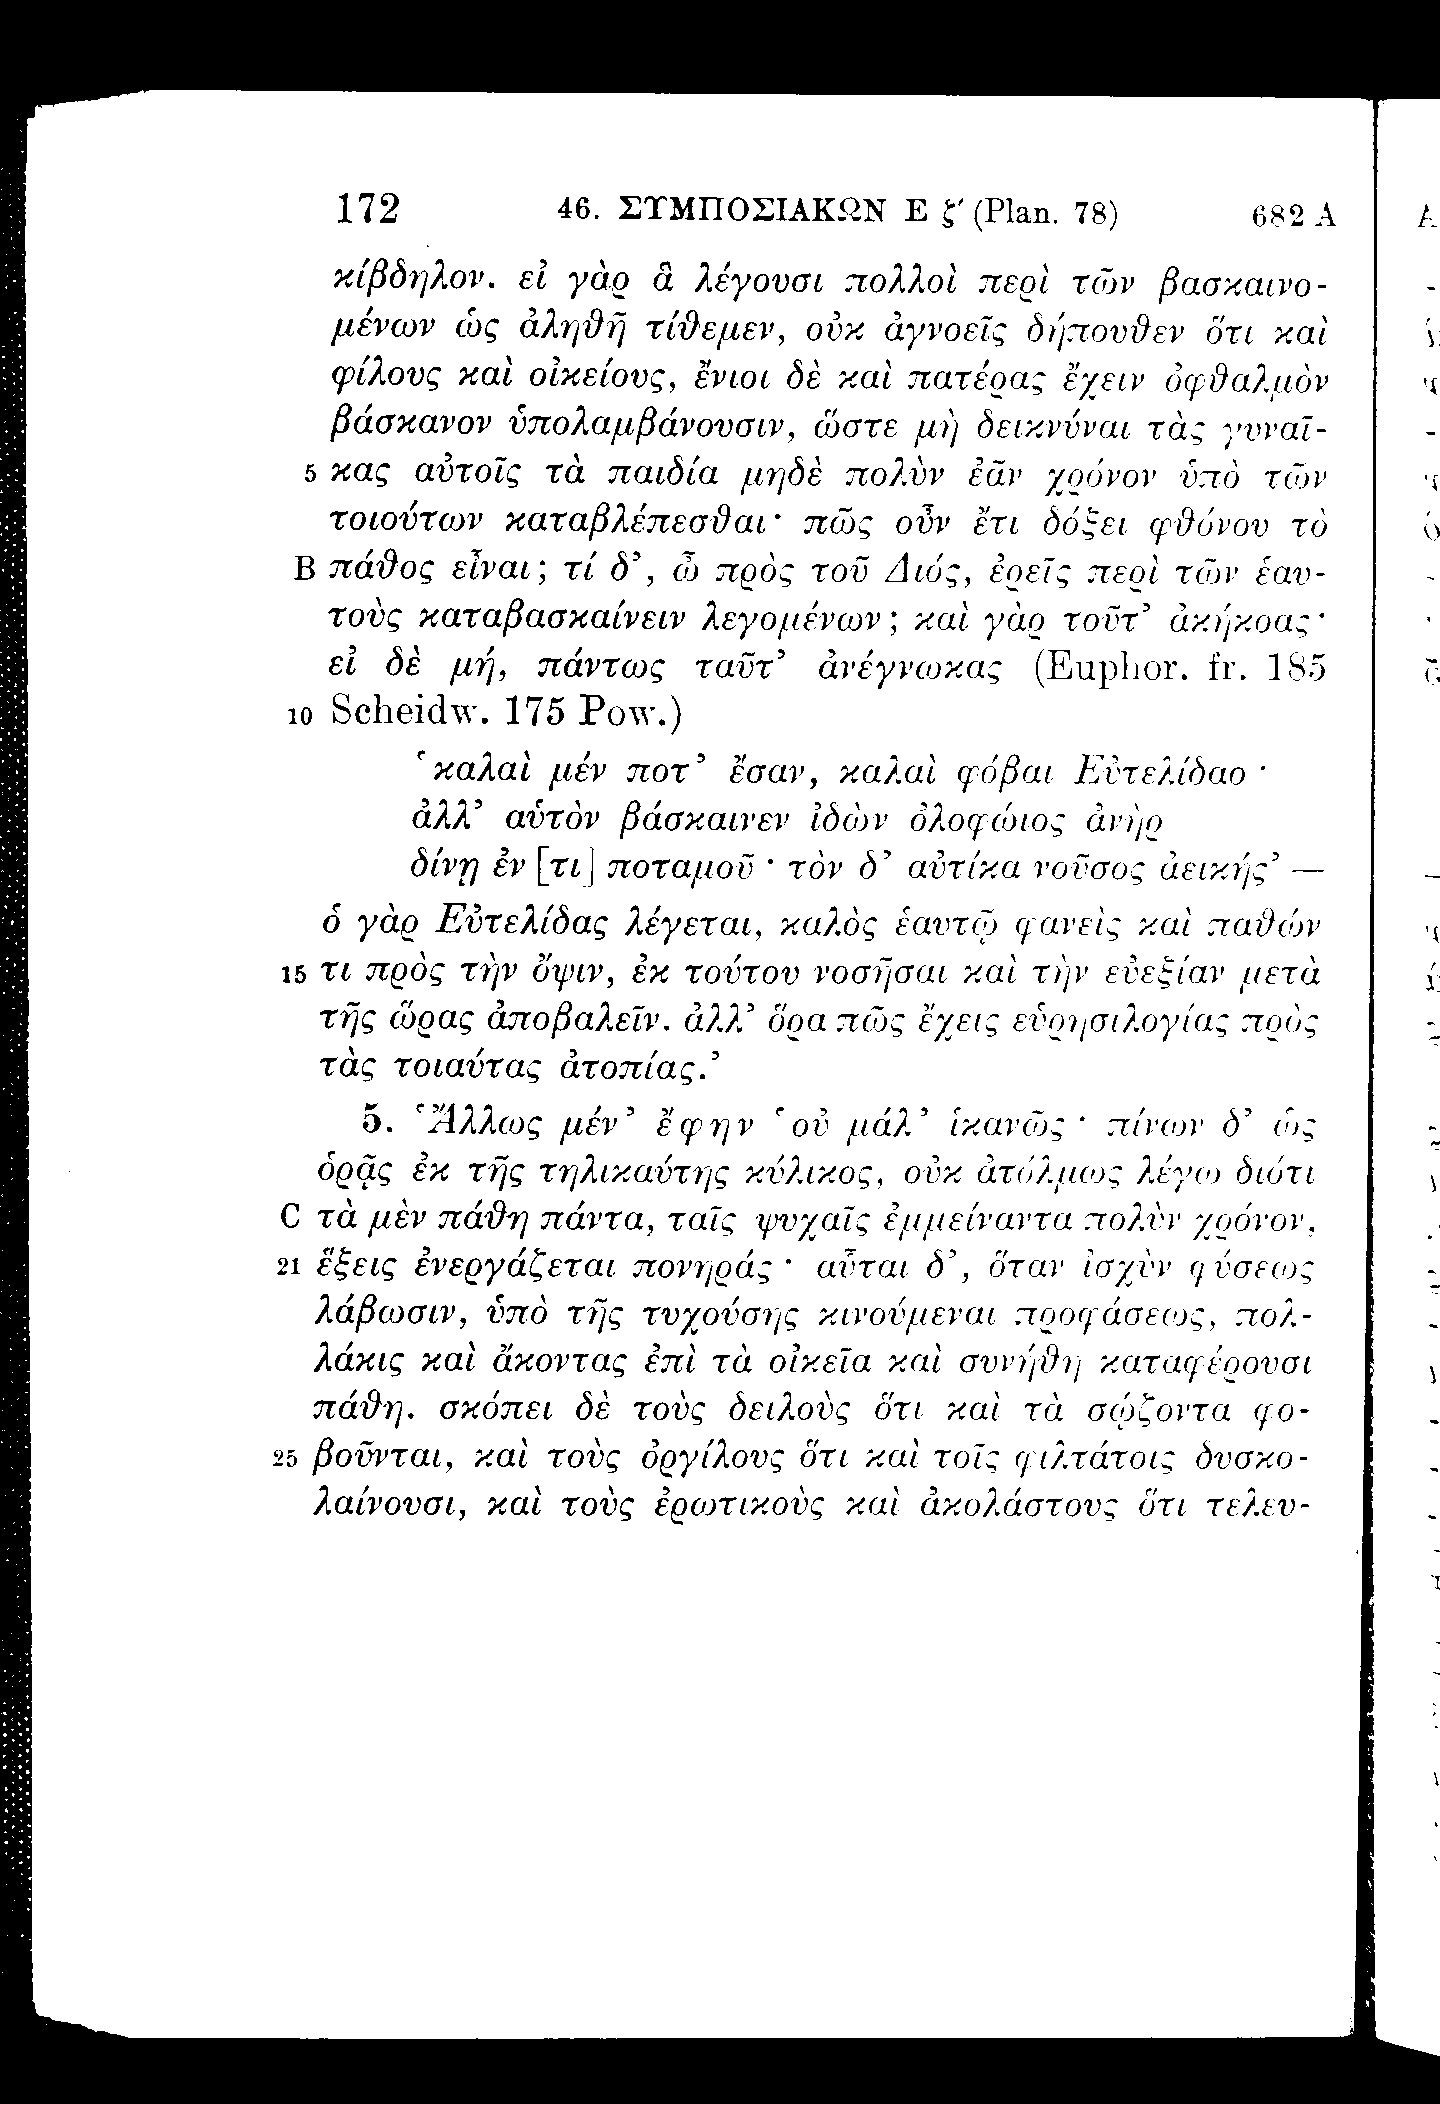 172 46. ΣΥΜΠΟΣΙΑΚΩΝ Ε ζ′ (Plan. 78) 682 A
κίβδηλον. εἰ γὰρ ἃ λέγουσι πολλοὶ περὶ τῶν βασκαινο-
μένων ὡς ἀληθῆ τίθεμεν, οὐκ ἀγνοεῖς δήπουθεν ὅτι καὶ
φίλους καὶ οἰκείους, ἔνιοι δὲ καὶ πατέρας ἔχειν ὀφθαλμὸν
βάσκανον ὑπολαμβάνουσιν, ὥστε μὴ δεικνύναι τὰς γυναῖ-
5 κας αὐτοῖς τὰ παιδία μηδὲ πολὺν ἐᾶν χρόνον ὑπὸ τῶν
τοιούτων καταβλέπεσθαι· πῶς οὖν ἔτι δόξει φθόνου τὸ
B πάθος εἶναι; τί δ’, ὦ πρὸς τοῦ Διός, ἐρεῖς περὶ τῶν ἑαυ-
τοὺς καταβασκαίνειν λεγομένων; καὶ γὰρ τοῦτ’ ἀκήκοας·
εἰ δὲ μή, πάντως ταῦτ’ ἀνέγνωκας (Euphor. fr. 185
10 Scheidw. 175 Pow.)
‘καλαὶ μέν ποτ’ ἔσαν, καλαὶ φόβαι Εὐτελίδαο·
ἀλλ’ αὑτὸν βάσκαινεν ἰδὼν ὀλοφώιος ἀνὴρ
δίνῃ ἐν [τι] ποταμοῦ· τὸν δ’ αὐτίκα νοῦσος ἀεικής’ —
ὁ γὰρ Εὐτελίδας λέγεται, καλὸς ἑαυτῷ φανεὶς καὶ παθών
15 τι πρὸς τὴν ὄψιν, ἐκ τούτου νοσῆσαι καὶ τὴν εὐεξίαν μετὰ
τῆς ὥρας ἀποβαλεῖν. ἀλλ’ ὅρα πῶς ἔχεις εὑρησιλογίας πρὸς
τὰς τοιαύτας ἀτοπίας.’
5. ‘Ἄλλως μέν’ ἔφην ‘οὐ μάλ’ ἱκανῶς· πίνων δ’ ὡς
ὁρᾷς ἐκ τῆς τηλικαύτης κύλικος, οὐκ ἀτόλμως λέγω διότι
C τὰ μὲν πάθη πάντα, ταῖς ψυχαῖς ἐμμείναντα πολὺν χρόνον,
21 ἕξεις ἐνεργάζεται πονηράς· αὗται δ’, ὅταν ἰσχὺν φύσεως
λάβωσιν, ὑπὸ τῆς τυχούσης κινούμεναι προφάσεως, πολ-
λάκις καὶ ἄκοντας ἐπὶ τὰ οἰκεῖα καὶ συνήθη καταφέρουσι
πάθη. σκόπει δὲ τοὺς δειλοὺς ὅτι καὶ τὰ σῴζοντα φο-
25 βοῦνται, καὶ τοὺς ὀργίλους ὅτι καὶ τοῖς φιλτάτοις δυσκο-
λαίνουσι, καὶ τοὺς ἐρωτικοὺς καὶ ἀκολάστους ὅτι τελευ-